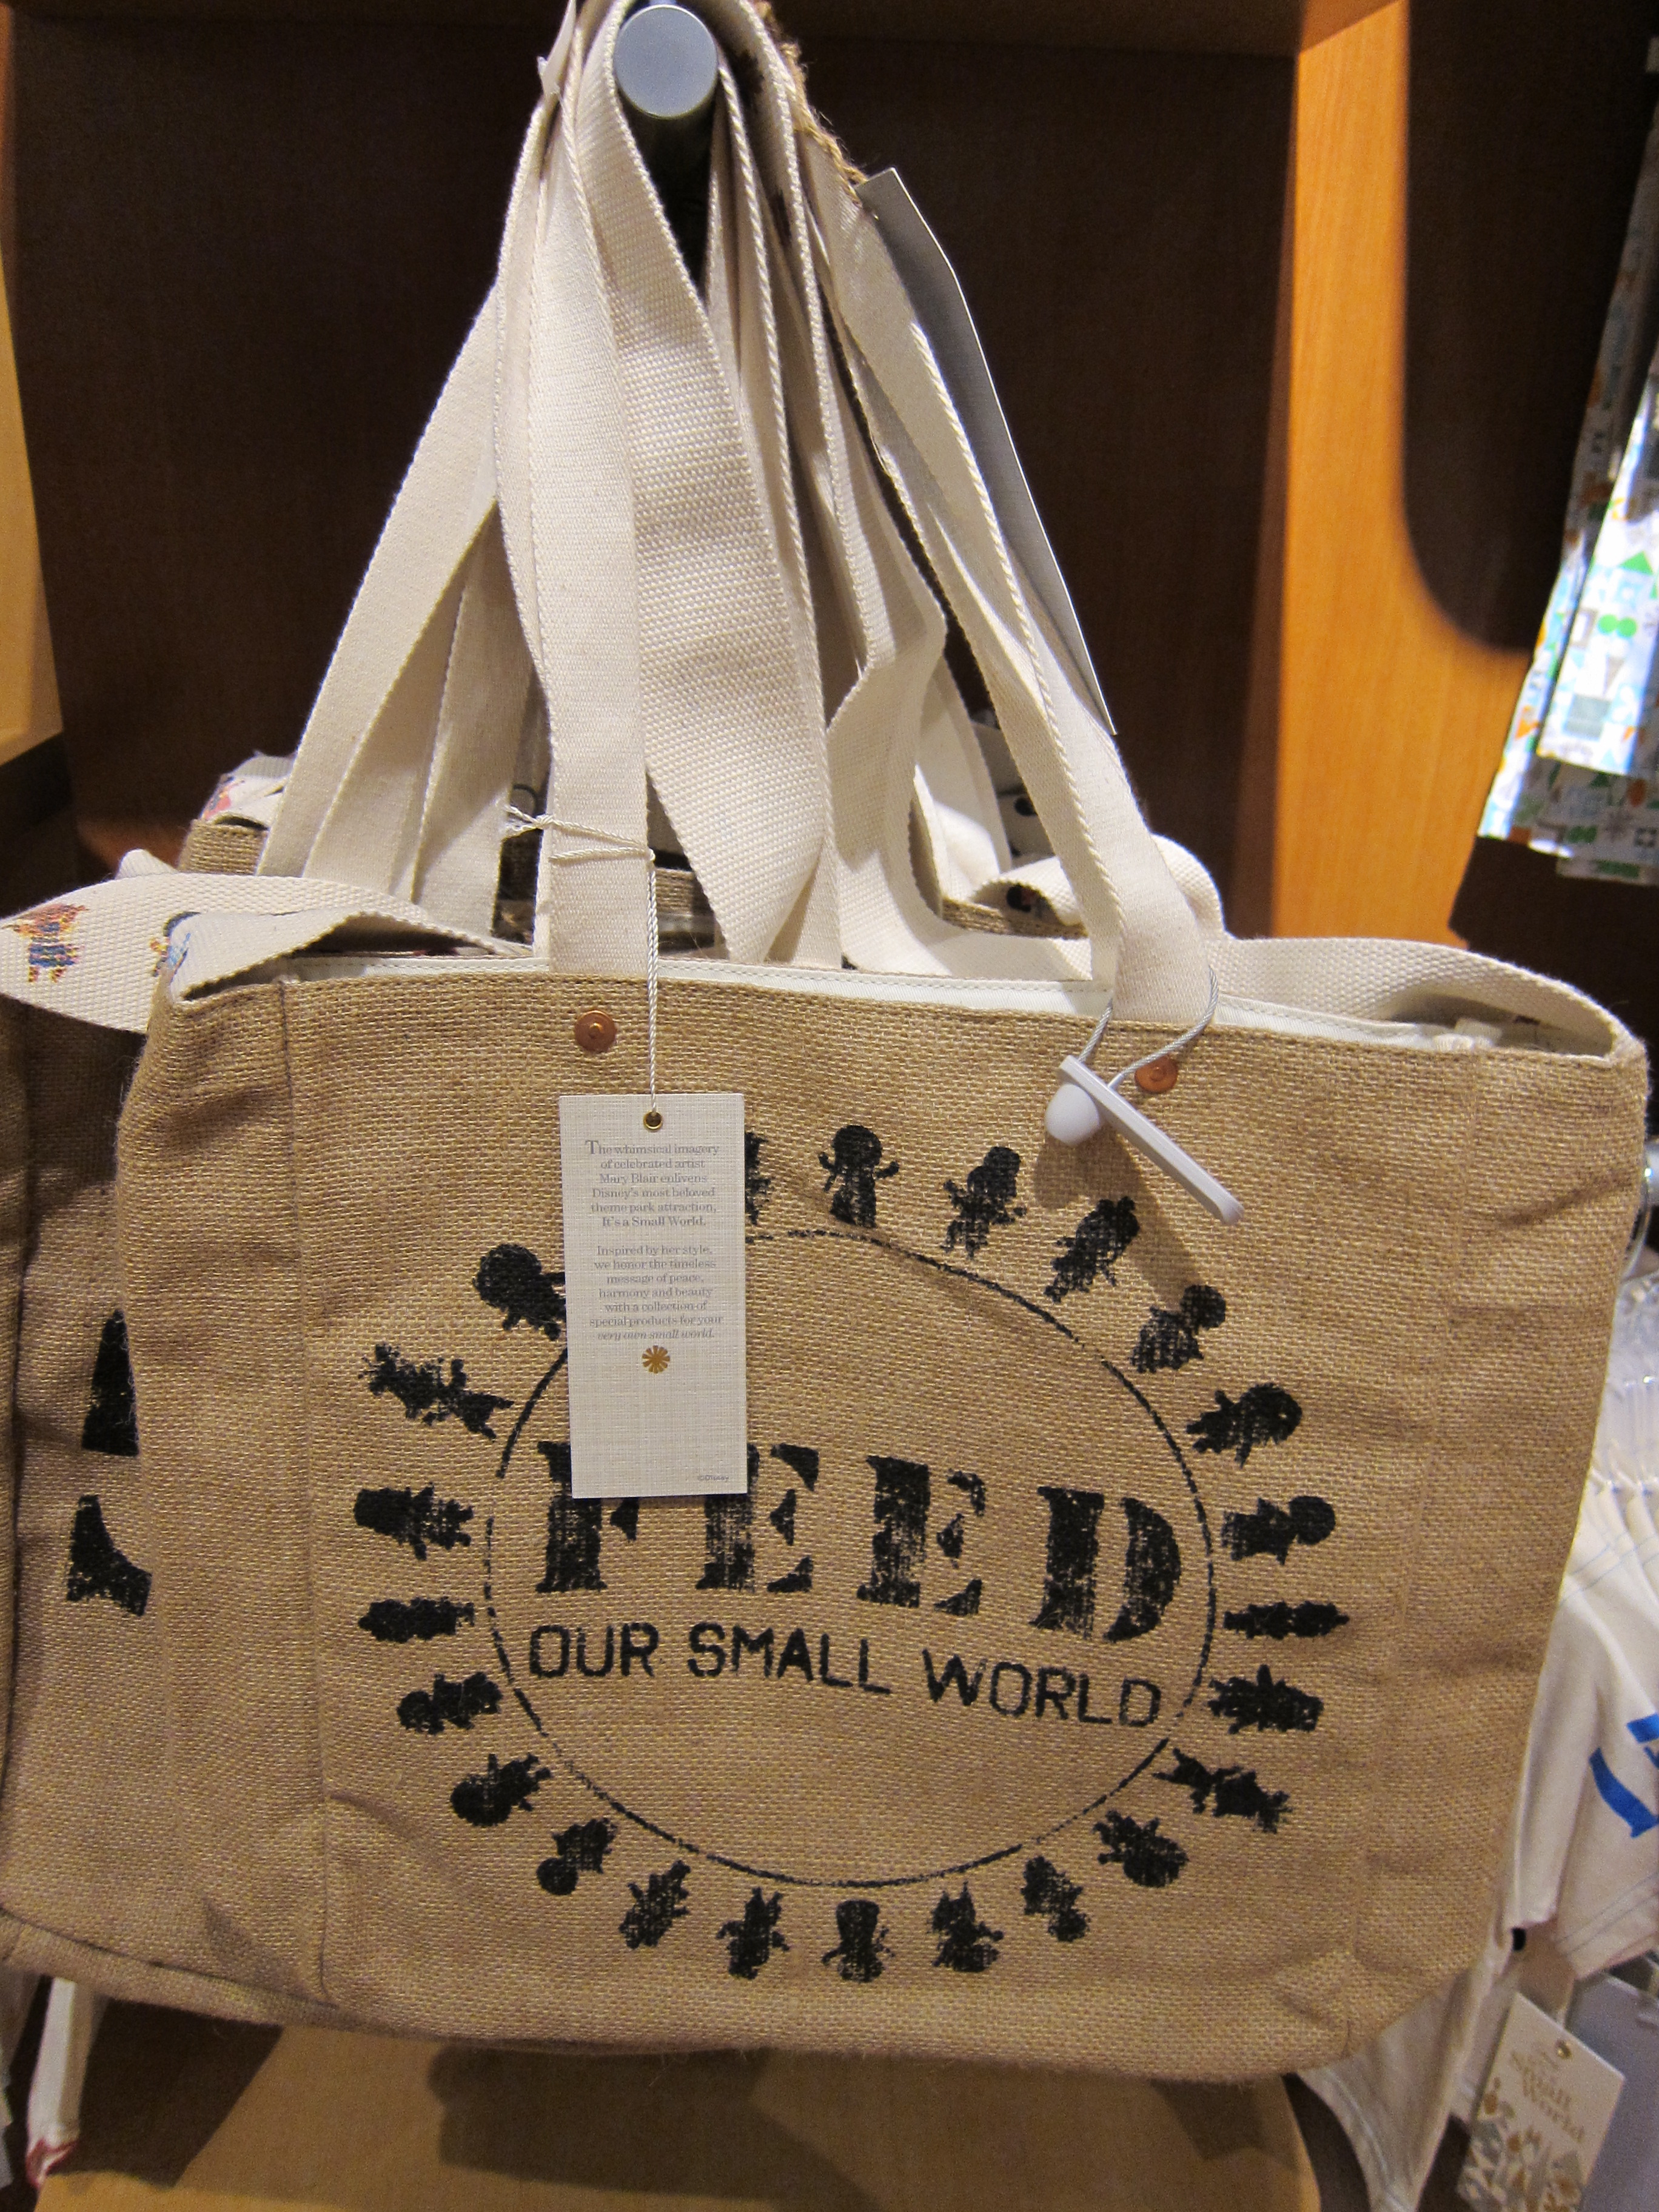 The whimsical imagery
of celebrated artist
Mary Blair enlivens
Disney's most beloved
theme park attraction,
It's a Small World.
Inspired by her style,
we honor the timeless
message of peace,
harmony and beauty
with a collection of
special products for your
very own small world.
©Disney
FEED
OUR SMALL WORLD
Small
World